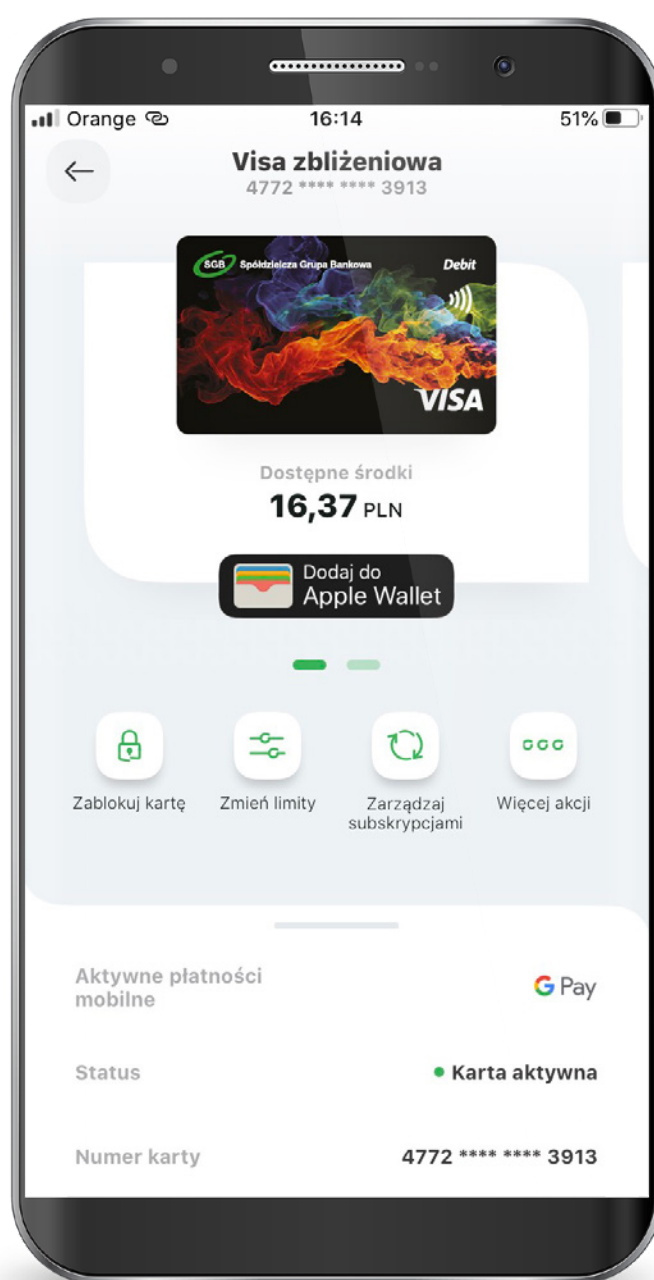 Orange 16:14 51%
Visa zbliżeniowa
4772 **** **** 3913
SGB Spółdzielcza Grupa Bankowa Debit
VISA
Dostępne środki
16,37 PLN
Dodaj do
Apple Wallet
Zablokuj kartę Zmień limity Zarządzaj Więcej akcji
subskrypcjami
Aktywne płatności
mobilne
G Pay
Status Karta aktywna
Numer karty 4772 **** **** 3913